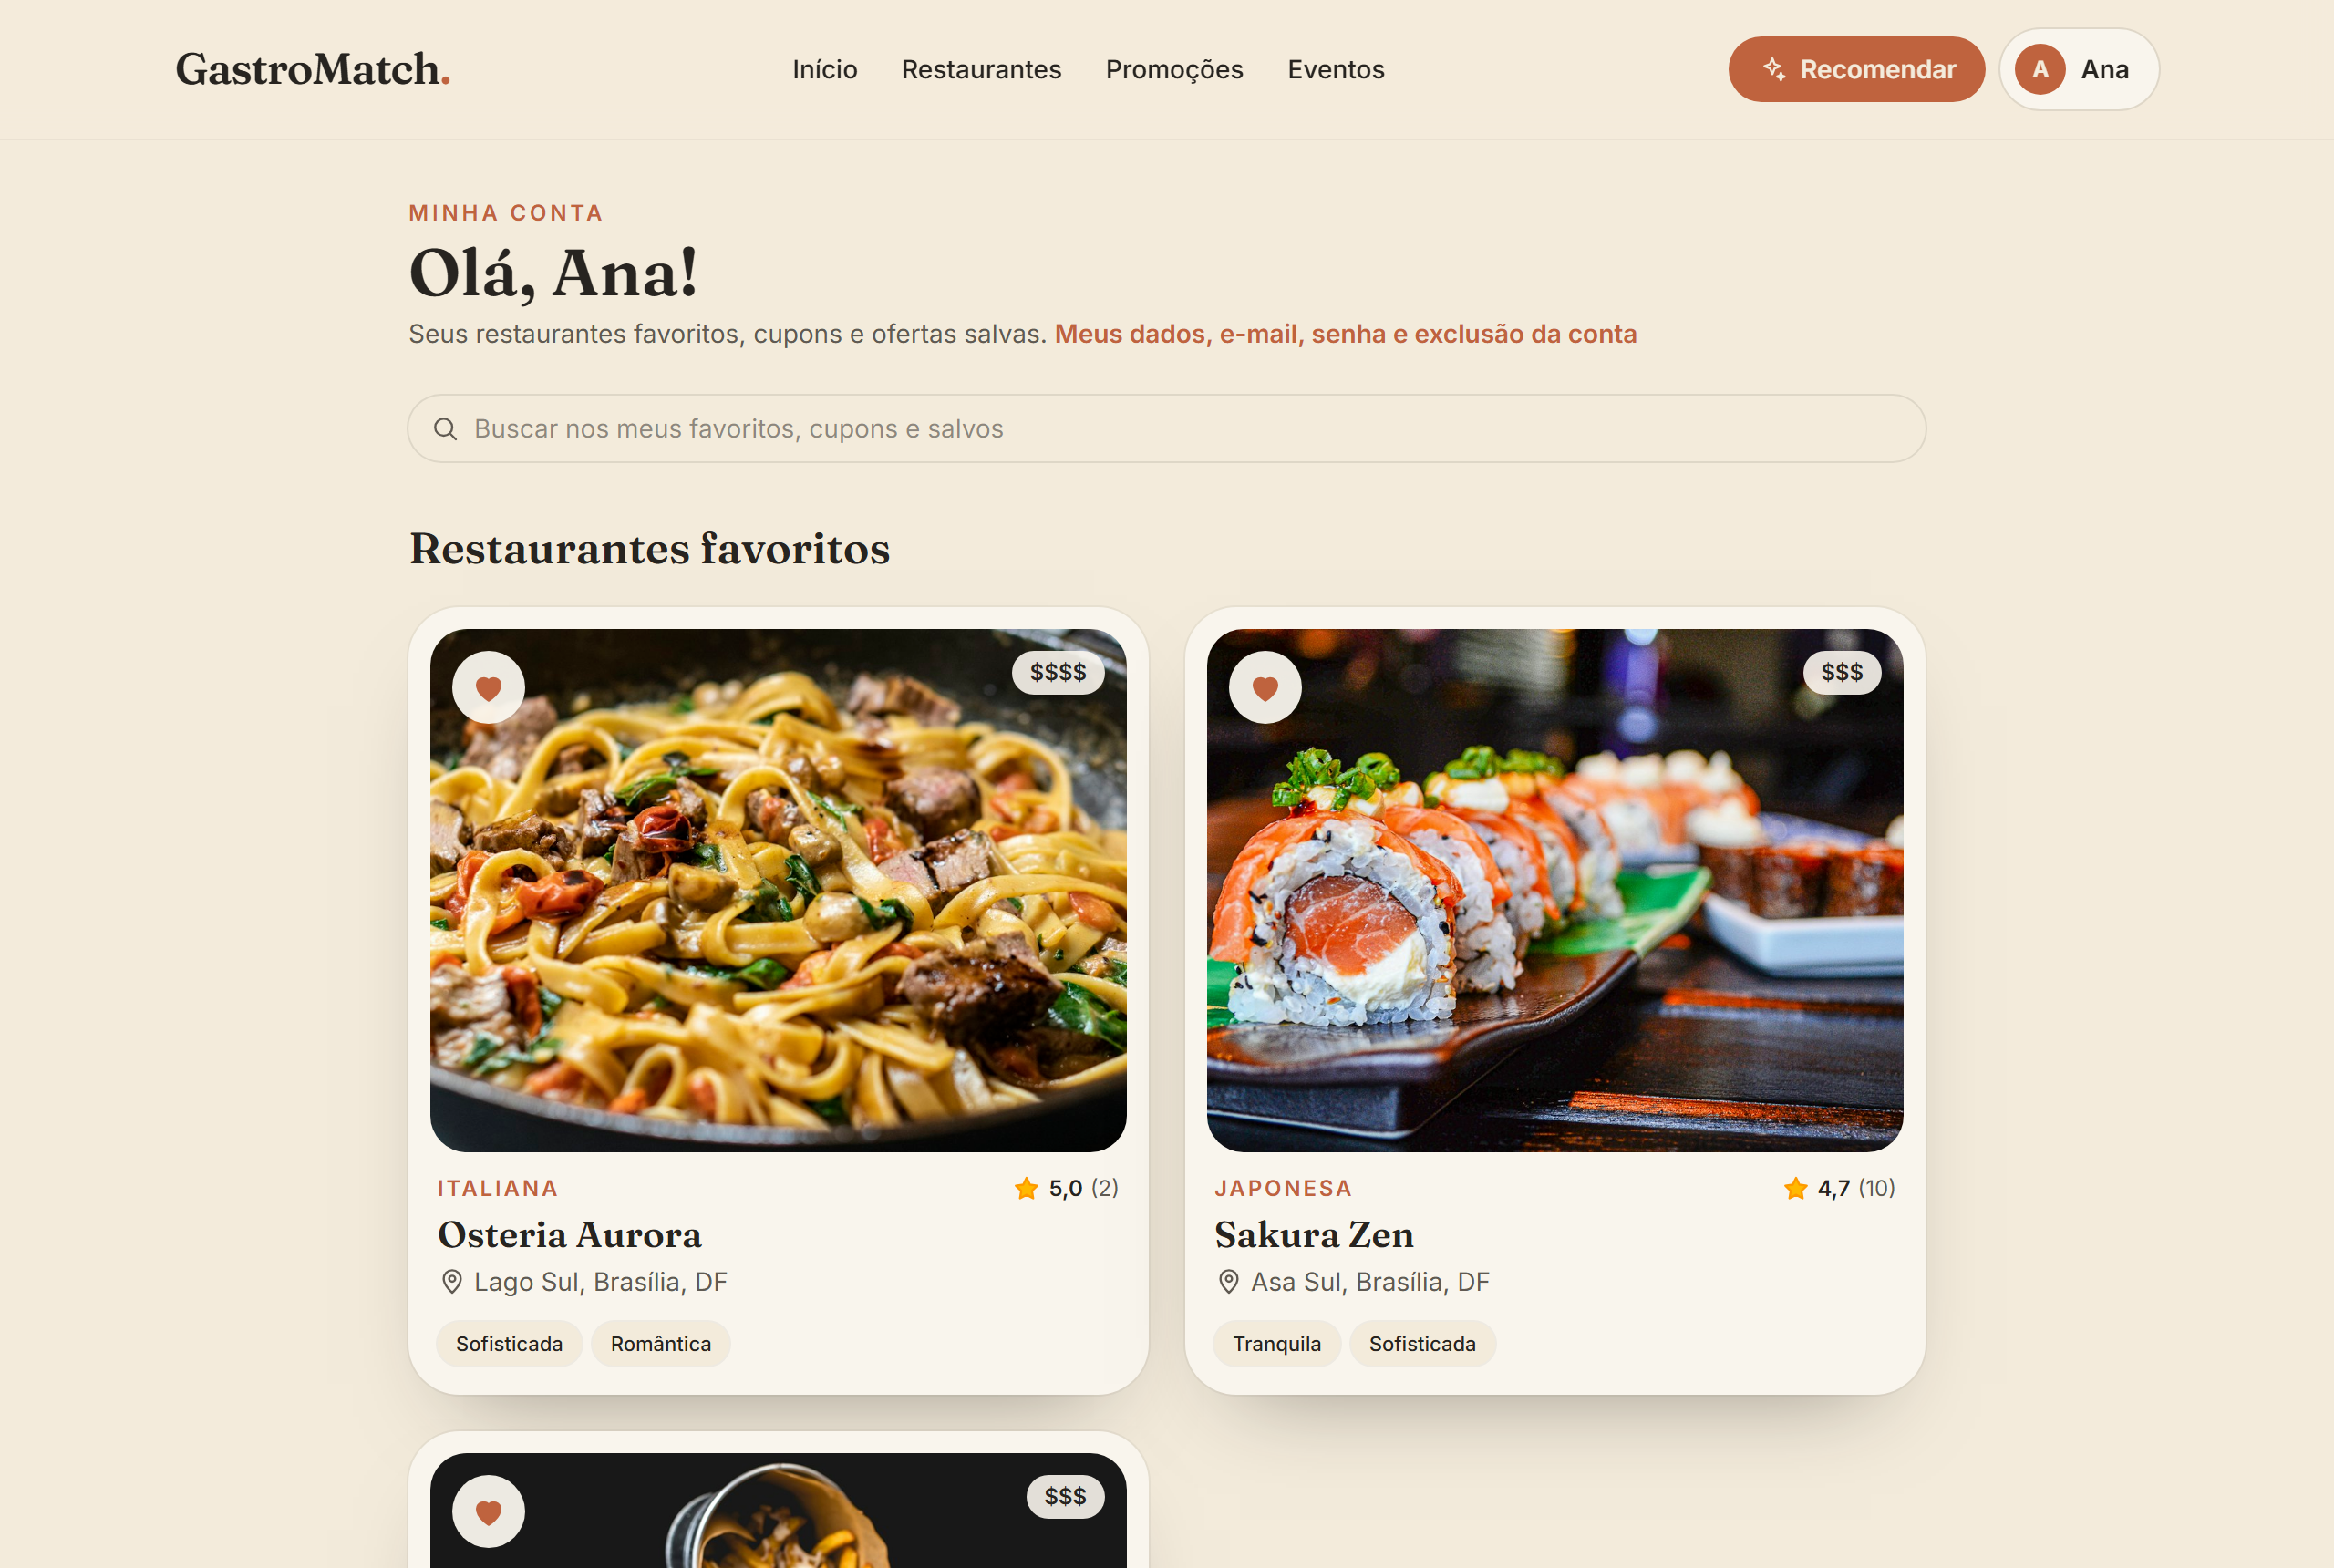 GastroMatch.
Início Restaurantes Promoções Eventos
Recomendar
A Ana
MINHA CONTA
Olá, Ana!
Seus restaurantes favoritos, cupons e ofertas salvas. Meus dados, e-mail, senha e exclusão da conta
Buscar nos meus favoritos, cupons e salvos
Restaurantes favoritos
$$$$
ITALIANA 5,0 (2)
Osteria Aurora
Lago Sul, Brasília, DF
Sofisticada Romântica
$$$
JAPONESA 4,7 (10)
Sakura Zen
Asa Sul, Brasília, DF
Tranquila Sofisticada
$$$